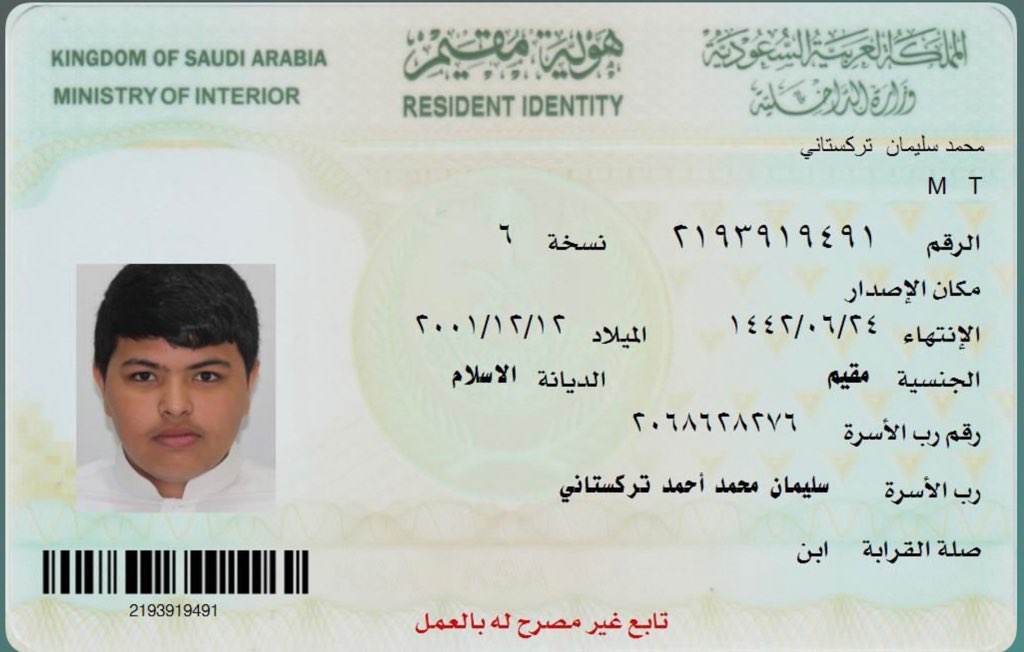 المملكة العربية السعودية
وزارة الداخلية
هوية مقيم
RESIDENT IDENTITY
KINGDOM OF SAUDI ARABIA
MINISTRY OF INTERIOR
محمد سليمان تركستاني
M T
الرقم ٢١٩٣٩١٩٤٩١ نسخة ٦
مكان الإصدار
الإنتهاء ١٤٤٢/٠٦/٢٤ الميلاد ٢٠٠١/١٢/١٢
الجنسية مقيم الديانة الاسلام
رقم رب الأسرة ٢٠٦٨٦٢٨٢٧٦
رب الأسرة سليمان محمد أحمد تركستاني
صلة القرابة ابن
2193919491
تابع غير مصرح له بالعمل